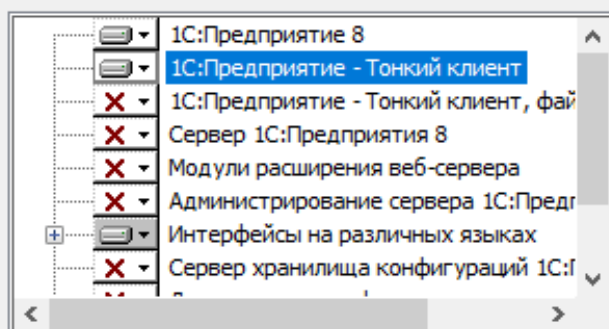 1С:Предприятие 8
1С:Предприятие - Тонкий клиент
1С:Предприятие - Тонкий клиент, фай
Сервер 1С:Предприятия 8
Модули расширения веб-сервера
Администрирование сервера 1С:Предг
Интерфейсы на различных языках
Сервер хранилища конфигураций 1С:Г